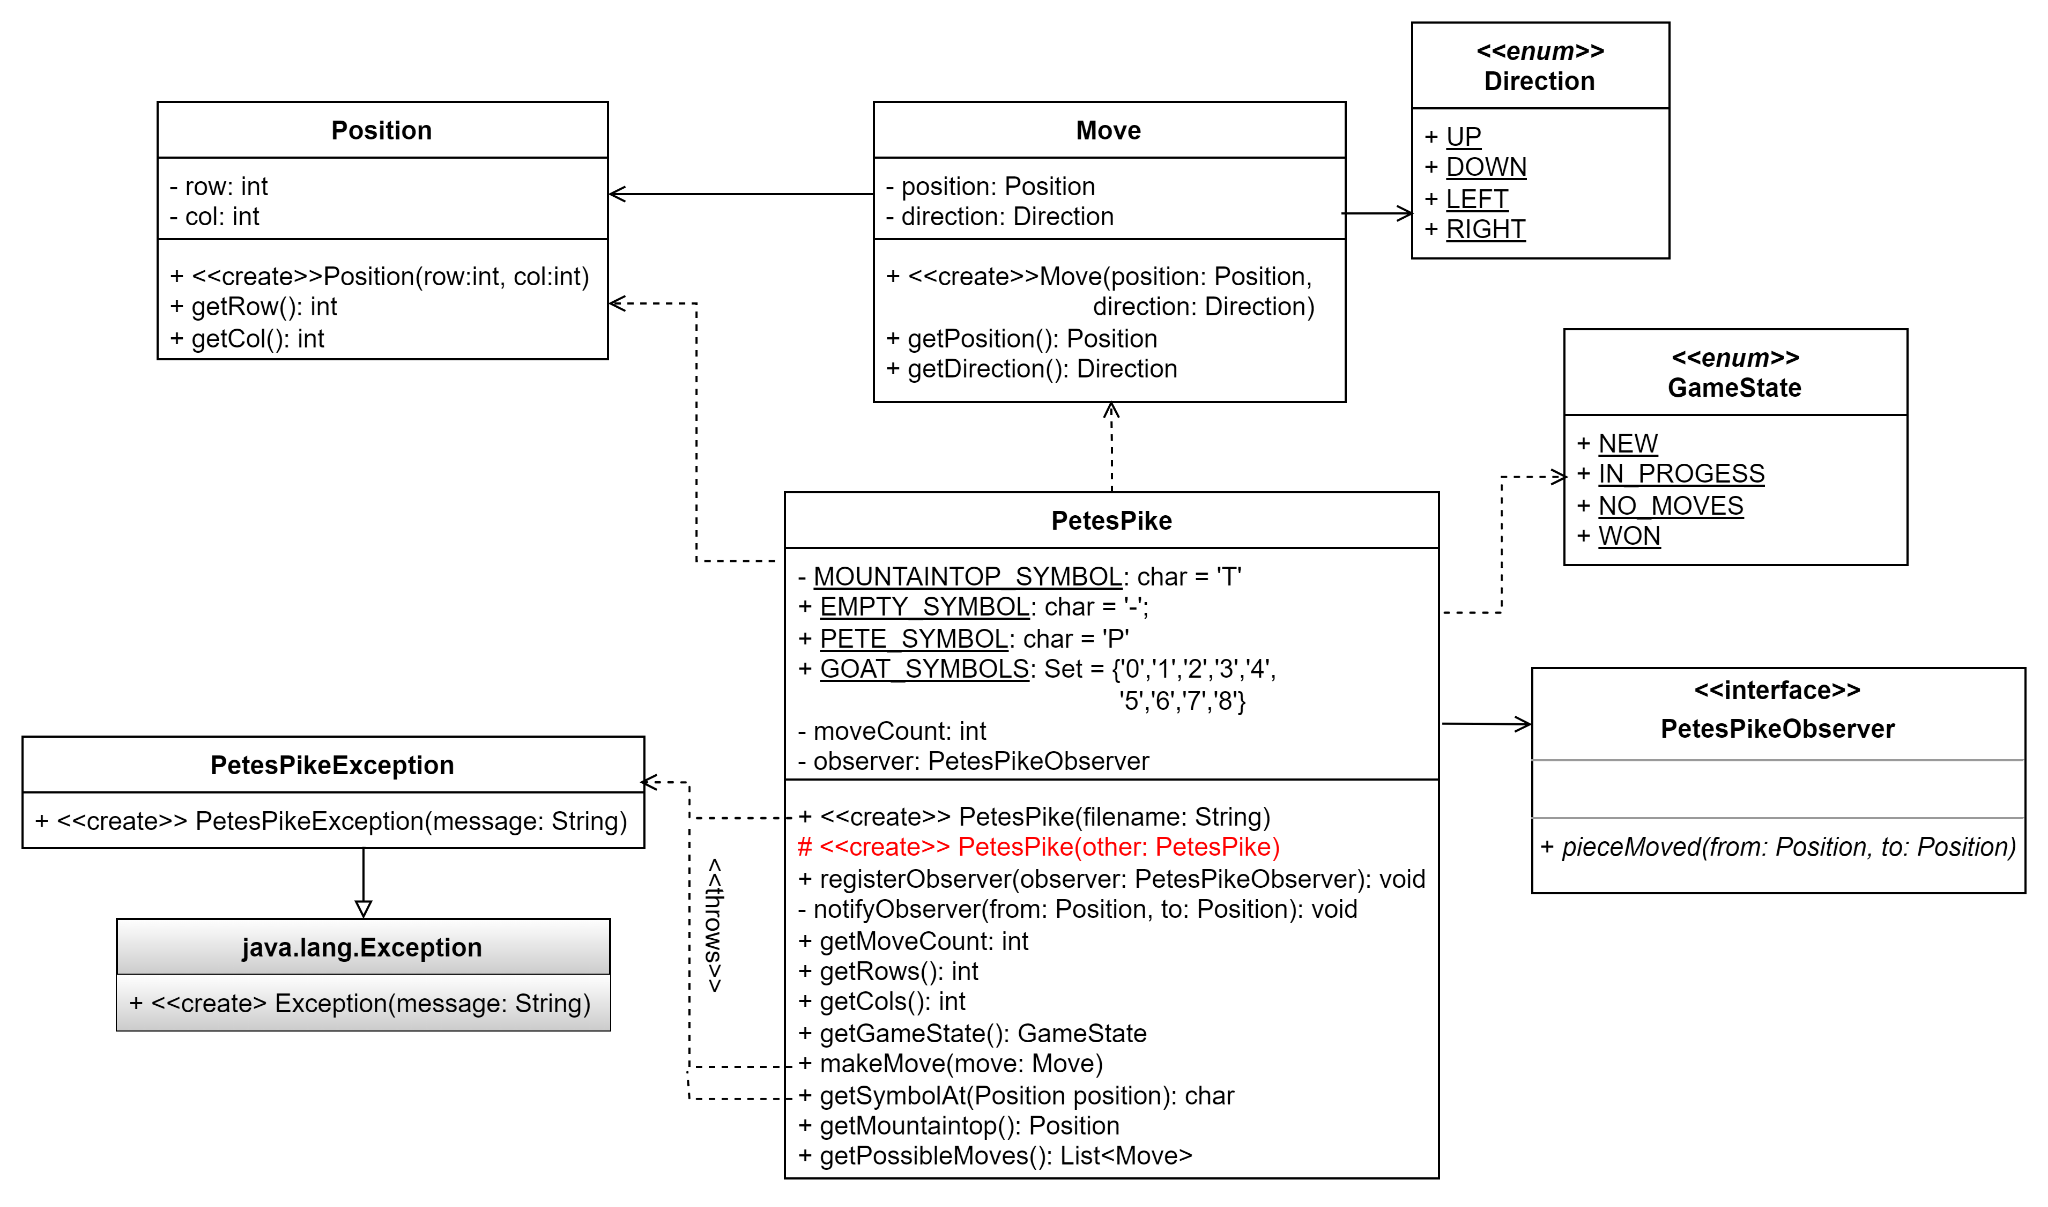 Position
- row: int
- col: int
+ <<create>>Position(row:int, col:int)
+ getRow(): int
+ getCol(): int
Move
- position: Position
- direction: Direction
+ <<create>>Move(position: Position,
direction: Direction)
+ getPosition(): Position
+ getDirection(): Direction
<<enum>>
Direction
+ UP
+ DOWN
+ LEFT
+ RIGHT
<<enum>>
GameState
+ NEW
+ IN_PROGESS
+ NO_MOVES
+ WON
PetesPike
- MOUNTAINTOP_SYMBOL: char = 'T'
+ EMPTY_SYMBOL: char = '-';
+ PETE_SYMBOL: char = 'P'
+ GOAT_SYMBOLS: Set = {'0','1','2','3','4',
'5','6','7','8'}
- moveCount: int
- observer: PetesPikeObserver
+ <<create>> PetesPike(filename: String)
# <<create>> PetesPike(other: PetesPike)
+ registerObserver(observer: PetesPikeObserver): void
- notifyObserver(from: Position, to: Position): void
+ getMoveCount: int
+ getRows(): int
+ getCols(): int
+ getGameState(): GameState
+ makeMove(move: Move)
+ getSymbolAt(Position position): char
+ getMountaintop(): Position
+ getPossibleMoves(): List<Move>
<<interface>>
PetesPikeObserver
+ pieceMoved(from: Position, to: Position)
PetesPikeException
+ <<create>> PetesPikeException(message: String)
<<throws>>
java.lang.Exception
+ <<create> Exception(message: String)